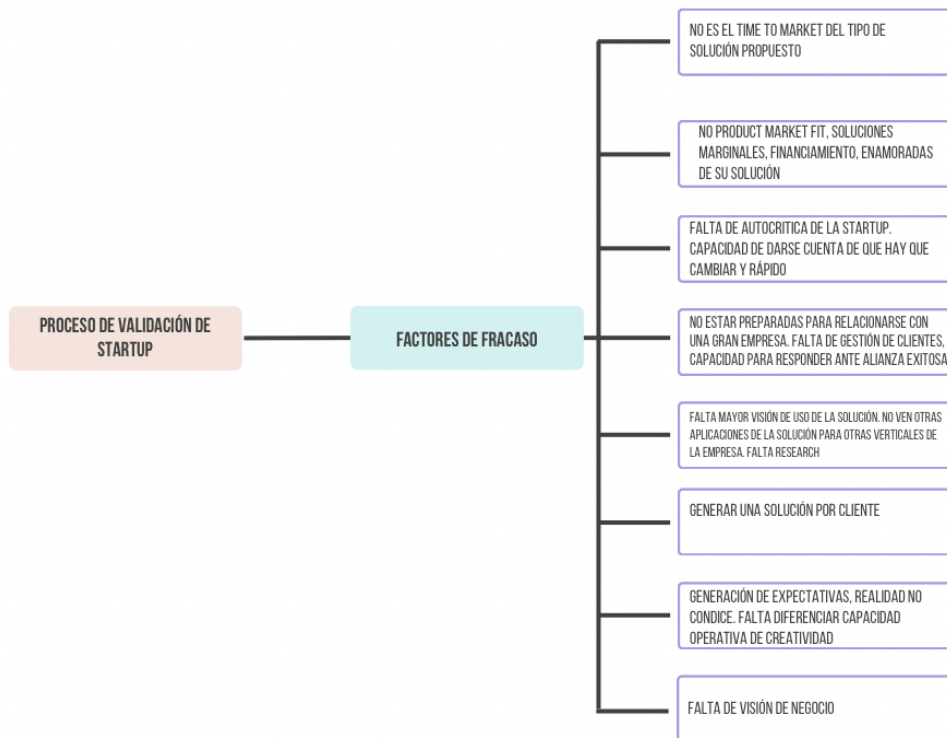 NO ES EL TIME TO MARKET DEL TIPO DE
SOLUCIÓN PROPUESTO
NO PRODUCT MARKET FIT, SOLUCIONES
MARGINALES, FINANCIAMIENTO, ENAMORADAS
DE SU SOLUCIÓN
FALTA DE AUTOCRITICA DE LA STARTUP.
CAPACIDAD DE DARSE CUENTA DE QUE HAY QUE
CAMBIAR Y RÁPIDO
PROCESO DE VALIDACIÓN DE
STARTUP
FACTORES DE FRACASO
NO ESTAR PREPARADAS PARA RELACIONARSE CON
UNA GRAN EMPRESA. FALTA DE GESTIÓN DE CLIENTES,
CAPACIDAD PARA RESPONDER ANTE ALIANZA EXITOSA
FALTA MAYOR VISIÓN DE USO DE LA SOLUCIÓN. NO VEN OTRAS
APLICACIONES DE LA SOLUCIÓN PARA OTRAS VERTICALES DE
LA EMPRESA. FALTA RESEARCH
GENERAR UNA SOLUCIÓN POR CLIENTE
GENERACIÓN DE EXPECTATIVAS, REALIDAD NO
CONDICE. FALTA DIFERENCIAR CAPACIDAD
OPERATIVA DE CREATIVIDAD
FALTA DE VISIÓN DE NEGOCIO